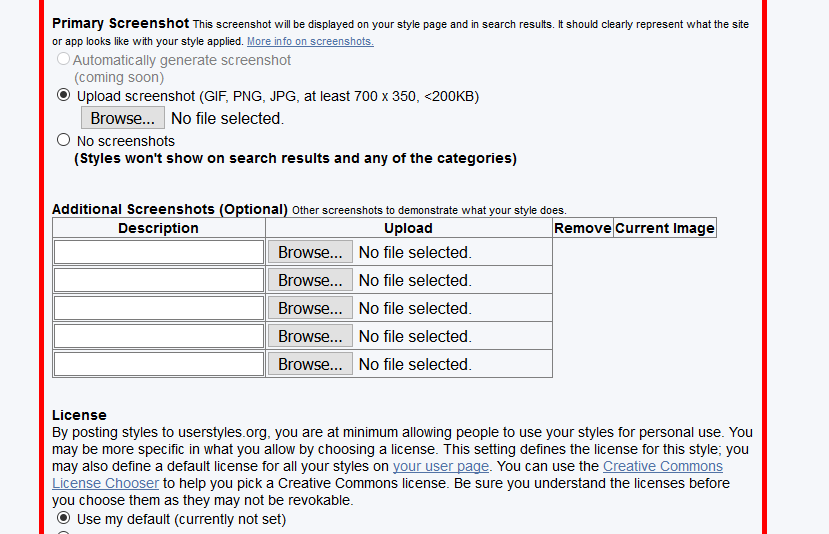 Primary Screenshot This screenshot will be displayed on your style page and in search results. It should clearly represent what the site
or app looks like with your style applied. More info on screenshots.
Automatically generate screenshot
(coming soon)
Upload screenshot (GIF, PNG, JPG, at least 700 x 350, <200KB)
Browse... No file selected.
No screenshots
(Styles won't show on search results and any of the categories)
Additional Screenshots (Optional) Other screenshots to demonstrate what your style does.
Description Upload Remove Current Image
Browse... No file selected.
Browse... No file selected.
Browse... No file selected.
Browse... No file selected.
Browse... No file selected.
License
By posting styles to userstyles.org, you are at minimum allowing people to use your styles for personal use. You
may be more specific in what you allow by choosing a license. This setting defines the license for this style; you
may also define a default license for all your styles on your user page. You can use the Creative Commons
License Chooser to help you pick a Creative Commons license. Be sure you understand the licenses before
you choose them as they may not be revokable.
Use my default (currently not set)